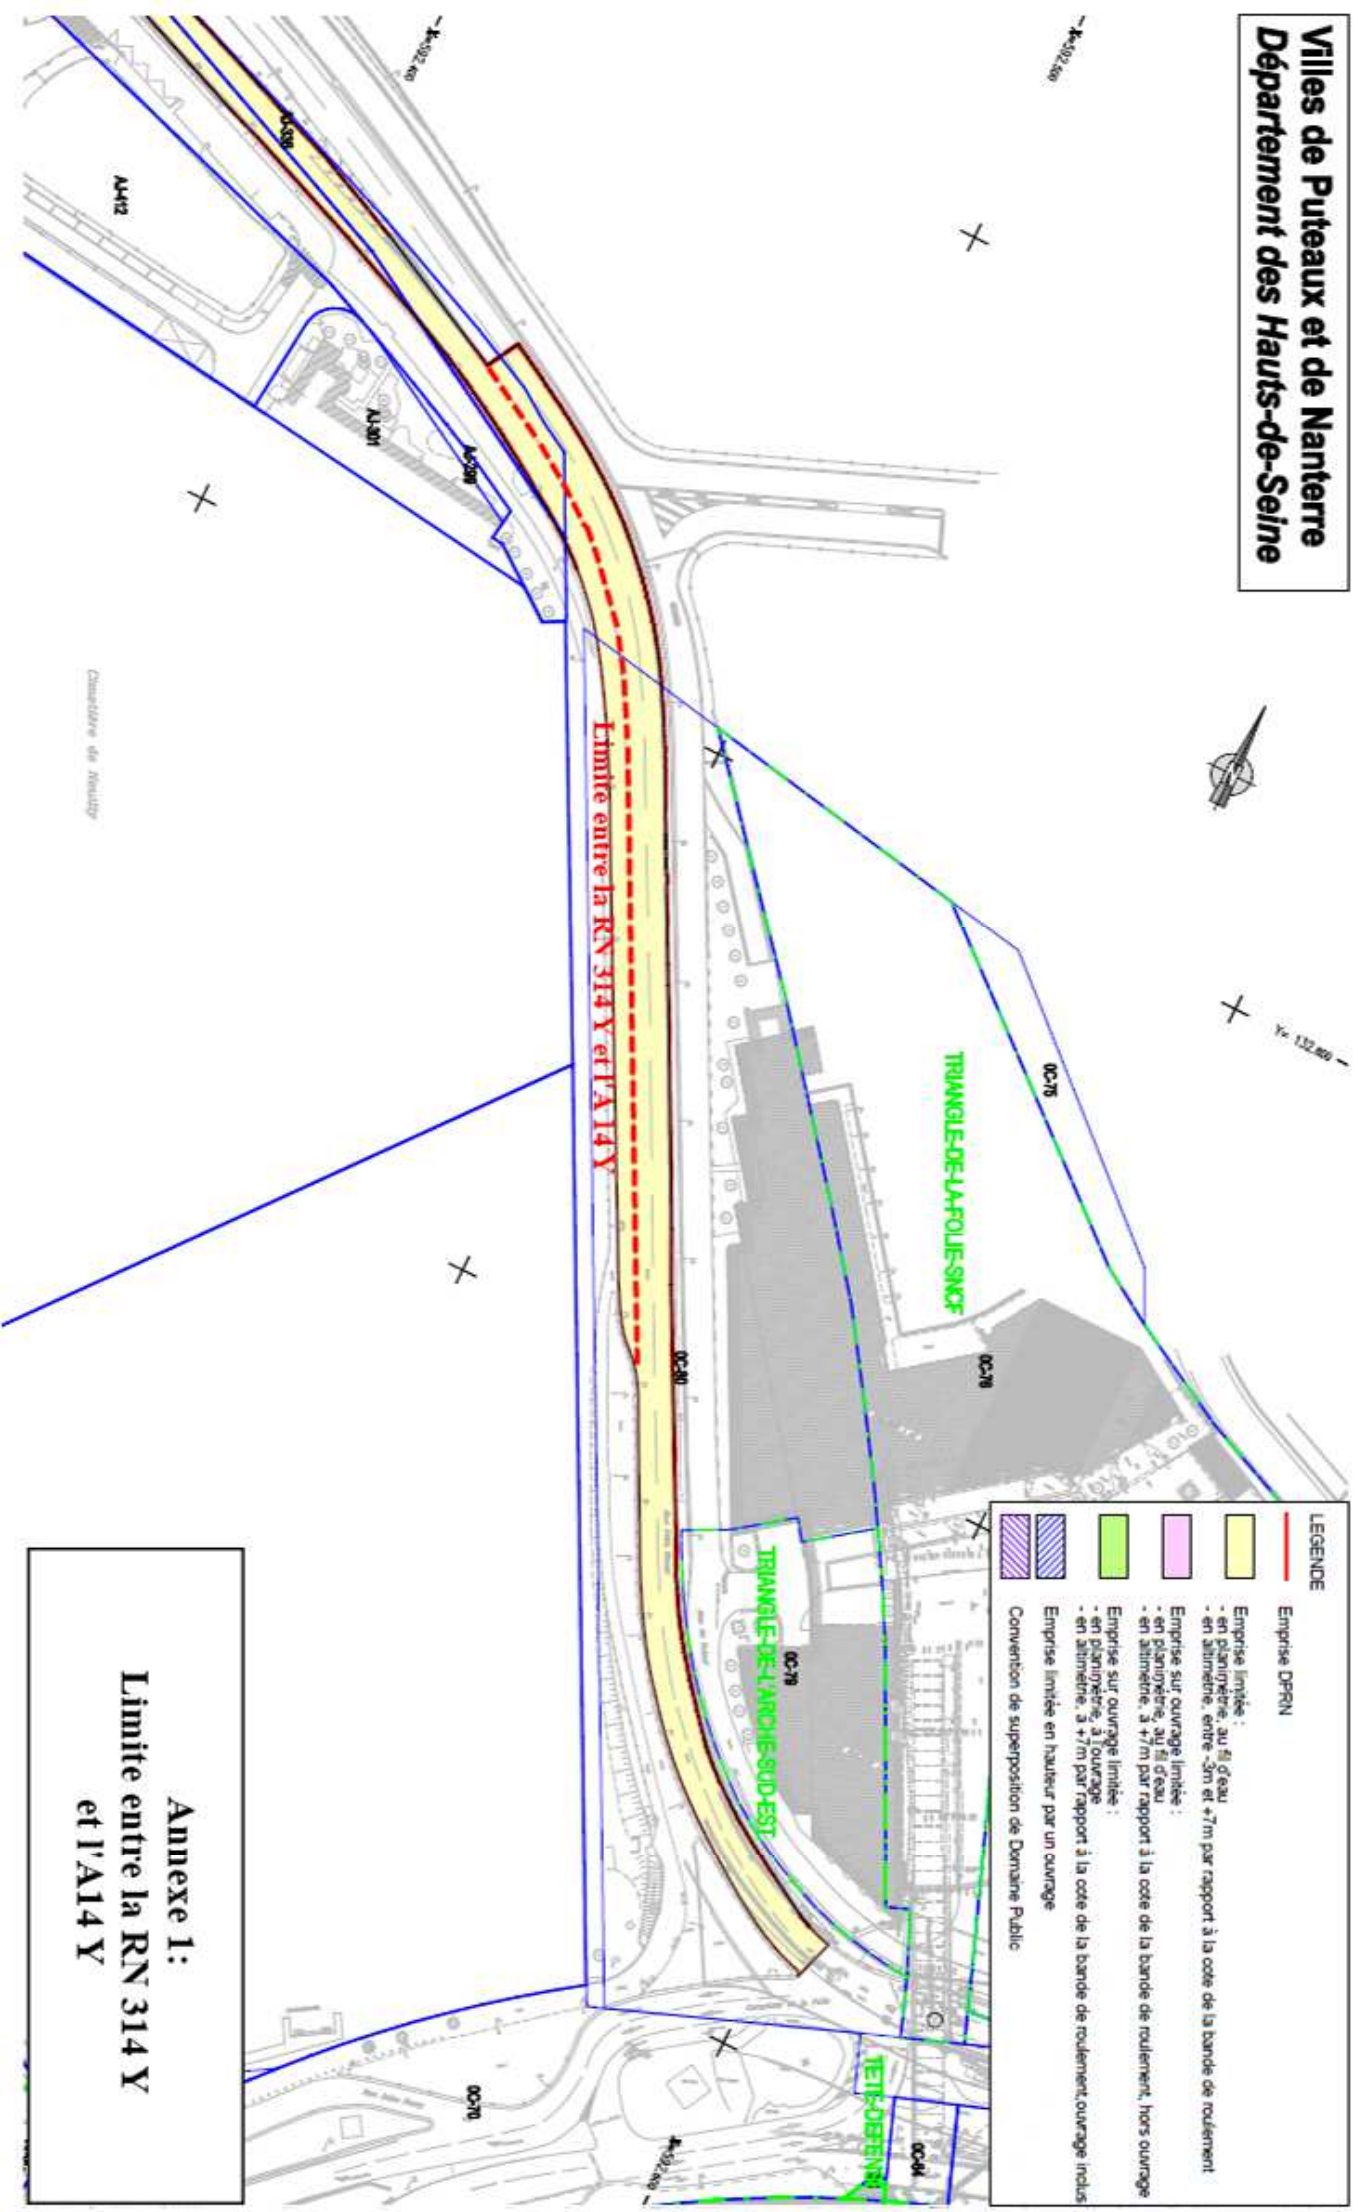 Villes de Puteaux et de Nanterre
Département des Hauts-de-Seine
LEGENDE
Emprise DPRN
Emprise limitée :
- en planimétrie, au fil d'eau
- en altimétrie, entre -3m et +7m par rapport à la cote de la bande de roulement
Emprise sur ouvrage limitée :
- en planimétrie, au fil d'eau
- en altimétrie, à +7m par rapport à la cote de la bande de roulement, hors ouvrage
Emprise sur ouvrage limitée :
- en planimétrie, à l'ouvrage
- en altimétrie, à +7m par rapport à la cote de la bande de roulement, ouvrage inclus
Emprise limitée en hauteur par un ouvrage
Convention de superposition de Domaine Public
Y= 132.800
OC-75
OC-76
TRIANGLE-DE-LA-FOLIE-SNCF
OC-84
TETE-DEFENSE
OC-79
TRIANGLE-DE-L'ARCHE-SUD-EST
OC-80
Limite entre la RN 314 Y et l'A14 Y
OC-70
AJ-336
AJ-412
AJ-301
AJ-299
Cimetière de Neuilly
Annexe 1:
Limite entre la RN 314 Y
et l'A14 Y